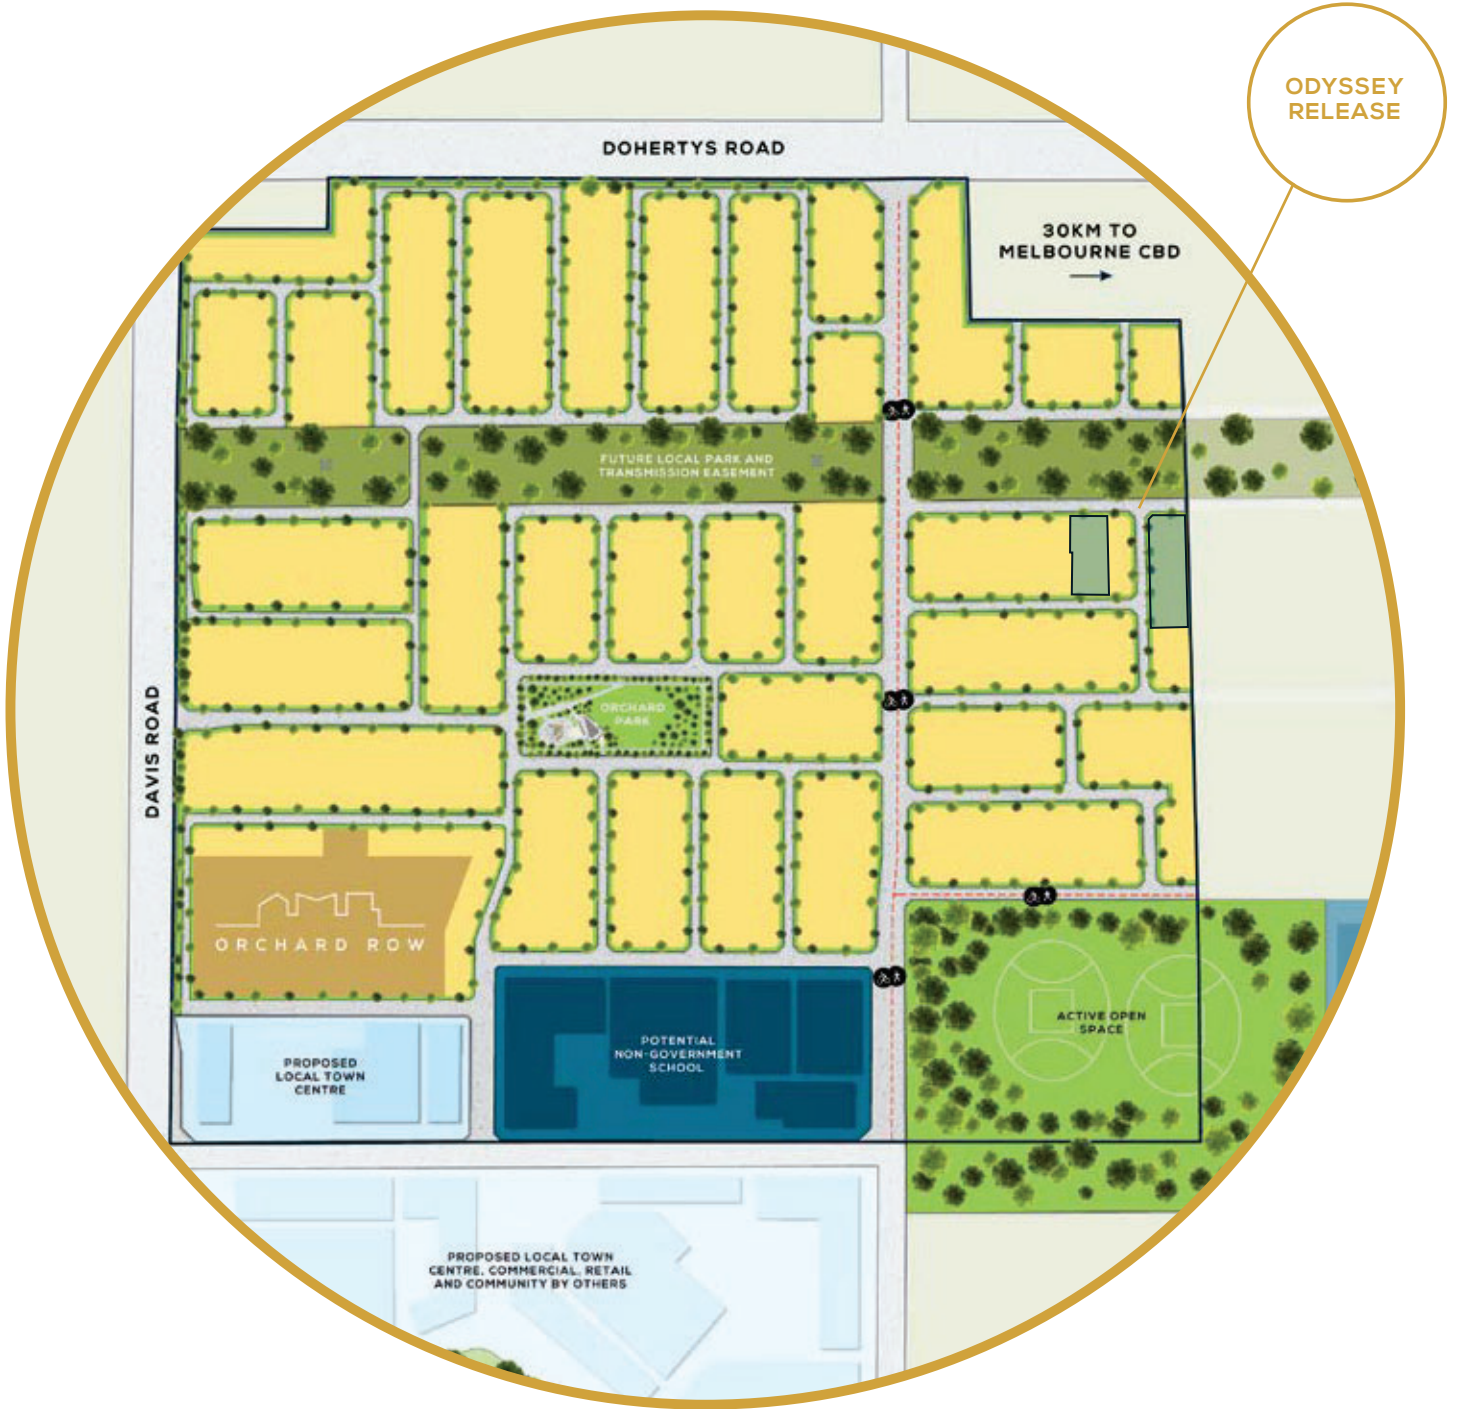 ODYSSEY
RELEASE
DOHERTYS ROAD
30KM TO
MELBOURNE CBD
FUTURE LOCAL PARK AND
TRANSMISSION EASEMENT
ORCHARD
PARK
DAVIS ROAD
ORCHARD ROW
ACTIVE OPEN
SPACE
POTENTIAL
NON-GOVERNMENT
SCHOOL
PROPOSED
LOCAL TOWN
CENTRE
PROPOSED LOCAL TOWN
CENTRE, COMMERCIAL, RETAIL
AND COMMUNITY BY OTHERS